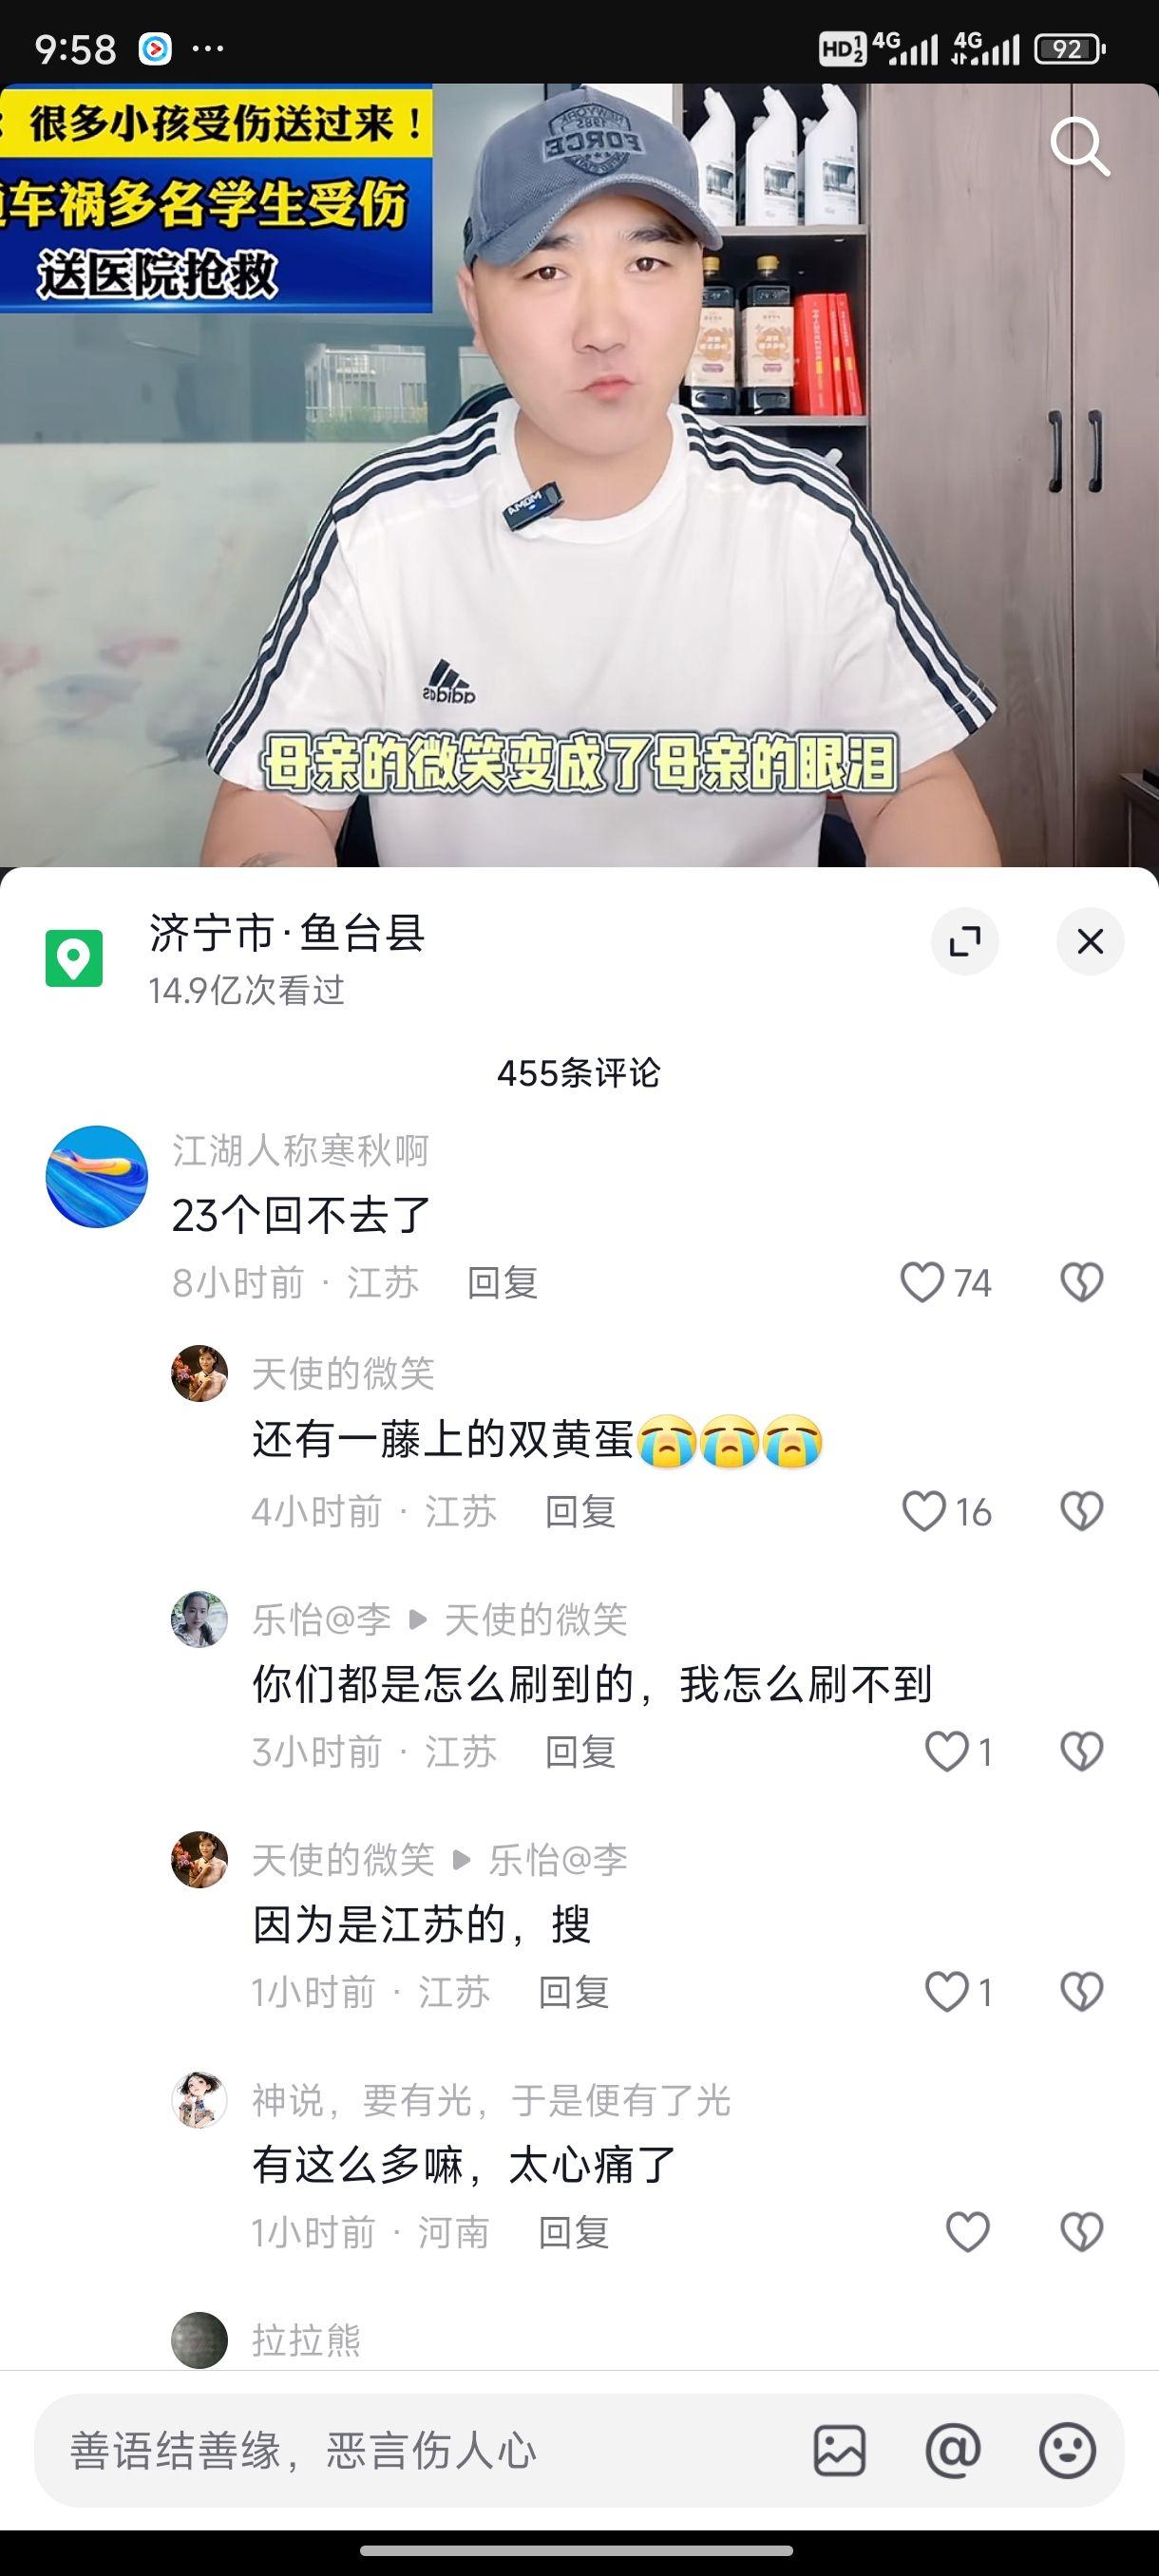 9:58
HD 1 2 4G 4G 92
：很多小孩受伤送过来！
车祸多名学生受伤
送医院抢救
NEWYORK
1985
FORCE
adidas
母亲的微笑变成了母亲的眼泪
济宁市·鱼台县
14.9亿次看过
455条评论
江湖人称寒秋啊
23个回不去了
8小时前 · 江苏 回复 74
天使的微笑
还有一藤上的双黄蛋😭😭😭
4小时前 · 江苏 回复 16
乐怡@李 ▶ 天使的微笑
你们都是怎么刷到的，我怎么刷不到
3小时前 · 江苏 回复 1
天使的微笑 ▶ 乐怡@李
因为是江苏的，搜
1小时前 · 江苏 回复 1
神说，要有光，于是便有了光
有这么多嘛，太心痛了
1小时前 · 河南 回复
拉拉熊
善语结善缘，恶言伤人心